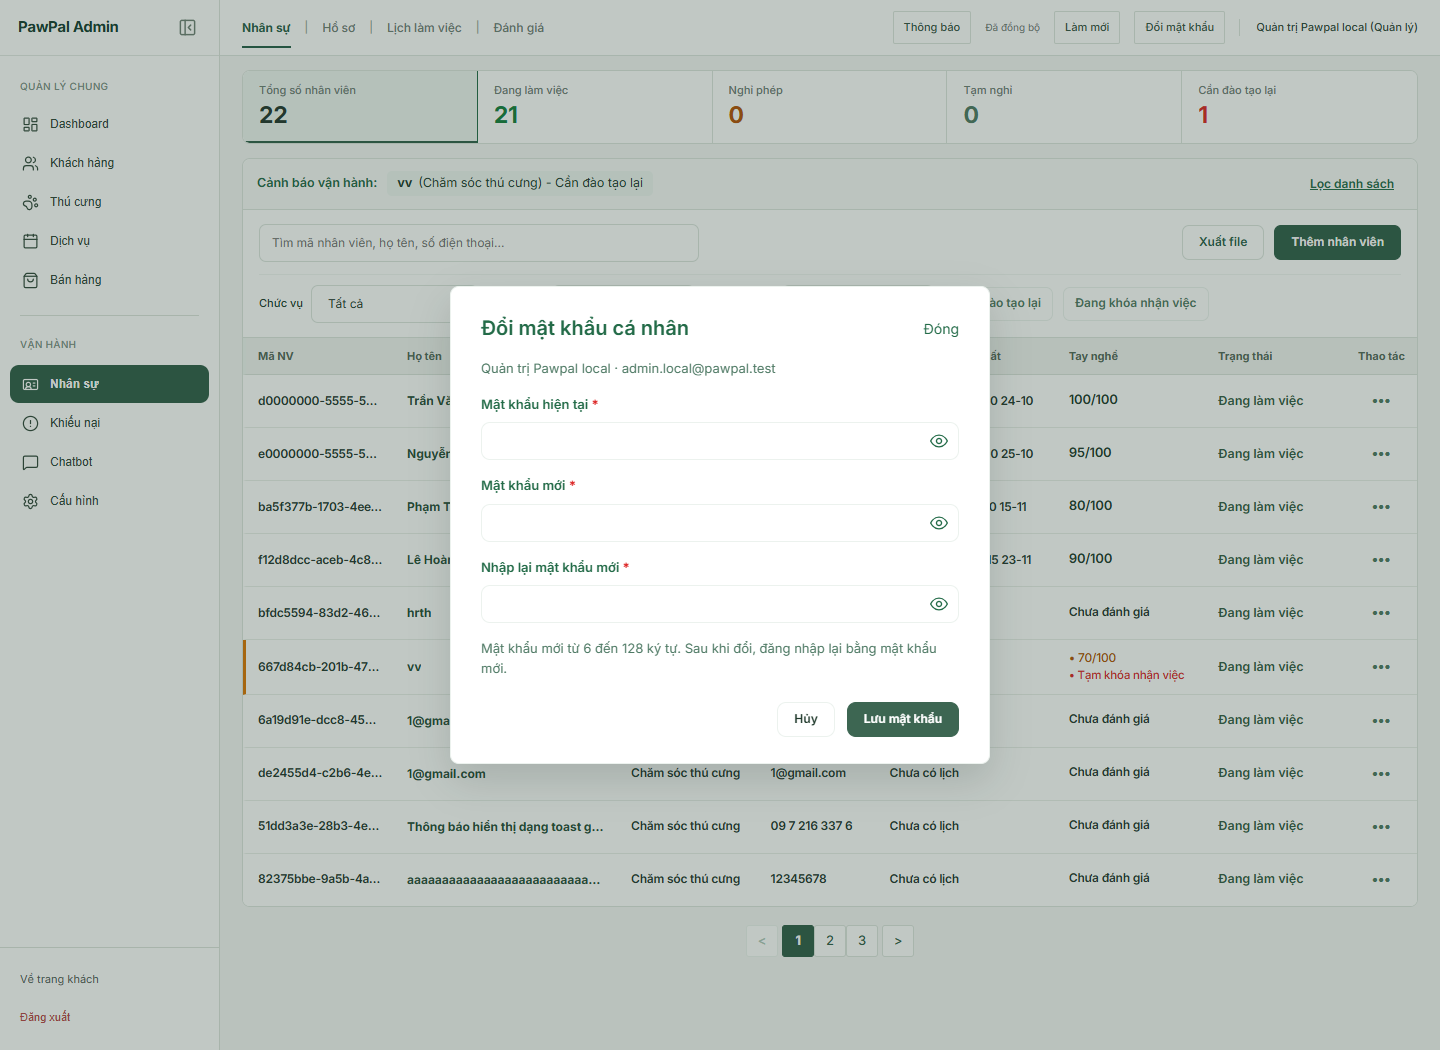 PawPal Admin
QUẢN LÝ CHUNG
Dashboard
Khách hàng
Thú cưng
Dịch vụ
Bán hàng
VẬN HÀNH
Nhân sự
Khiếu nại
Chatbot
Cấu hình
Về trang khách
Đăng xuất
Nhân sự | Hồ sơ | Lịch làm việc | Đánh giá
Thông báo Đã đồng bộ Làm mới Đổi mật khẩu Quản trị Pawpal local (Quản lý)
Tổng số nhân viên
22
Đang làm việc
21
Nghỉ phép
0
Tạm nghỉ
0
Cần đào tạo lại
1
Cảnh báo vận hành: vv (Chăm sóc thú cưng) - Cần đào tạo lại Lọc danh sách
Tìm mã nhân viên, họ tên, số điện thoại... Xuất file Thêm nhân viên
Chức vụ Tất cả ào tạo lại Đang khóa nhận việc
Mã NV Họ tên ất Tay nghề Trạng thái Thao tác
d0000000-5555-5... Trần Vă 0 24-10 100/100 Đang làm việc •••
e0000000-5555-5... Nguyễn 0 25-10 95/100 Đang làm việc •••
ba5f377b-1703-4ee... Phạm T 0 15-11 80/100 Đang làm việc •••
f12d8dcc-aceb-4c8... Lê Hoàn 15 23-11 90/100 Đang làm việc •••
bfdc5594-83d2-46... hrth Chưa đánh giá Đang làm việc •••
667d84cb-201b-47... vv • 70/100 Đang làm việc •••
• Tạm khóa nhận việc
6a19d91e-dcc8-45... 1@gma Chưa đánh giá Đang làm việc •••
de2455d4-c2b6-4e... 1@gmail.com Chăm sóc thú cưng 1@gmail.com Chưa có lịch Chưa đánh giá Đang làm việc •••
51dd3a3e-28b3-4e... Thông báo hiển thị dạng toast g... Chăm sóc thú cưng 09 7 216 337 6 Chưa có lịch Chưa đánh giá Đang làm việc •••
82375bbe-9a5b-4a... aaaaaaaaaaaaaaaaaaaaaaaaaa... Chăm sóc thú cưng 12345678 Chưa có lịch Chưa đánh giá Đang làm việc •••
< 1 2 3 >
Đổi mật khẩu cá nhân Đóng
Quản trị Pawpal local · admin.local@pawpal.test
Mật khẩu hiện tại *
Mật khẩu mới *
Nhập lại mật khẩu mới *
Mật khẩu mới từ 6 đến 128 ký tự. Sau khi đổi, đăng nhập lại bằng mật khẩu
mới.
Hủy Lưu mật khẩu